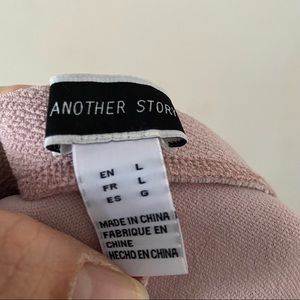 ANOTHER STOR
EN L
FR L
ES G
MADE IN CHINA
FABRIQUE EN
CHINE
HECHO EN CHINA